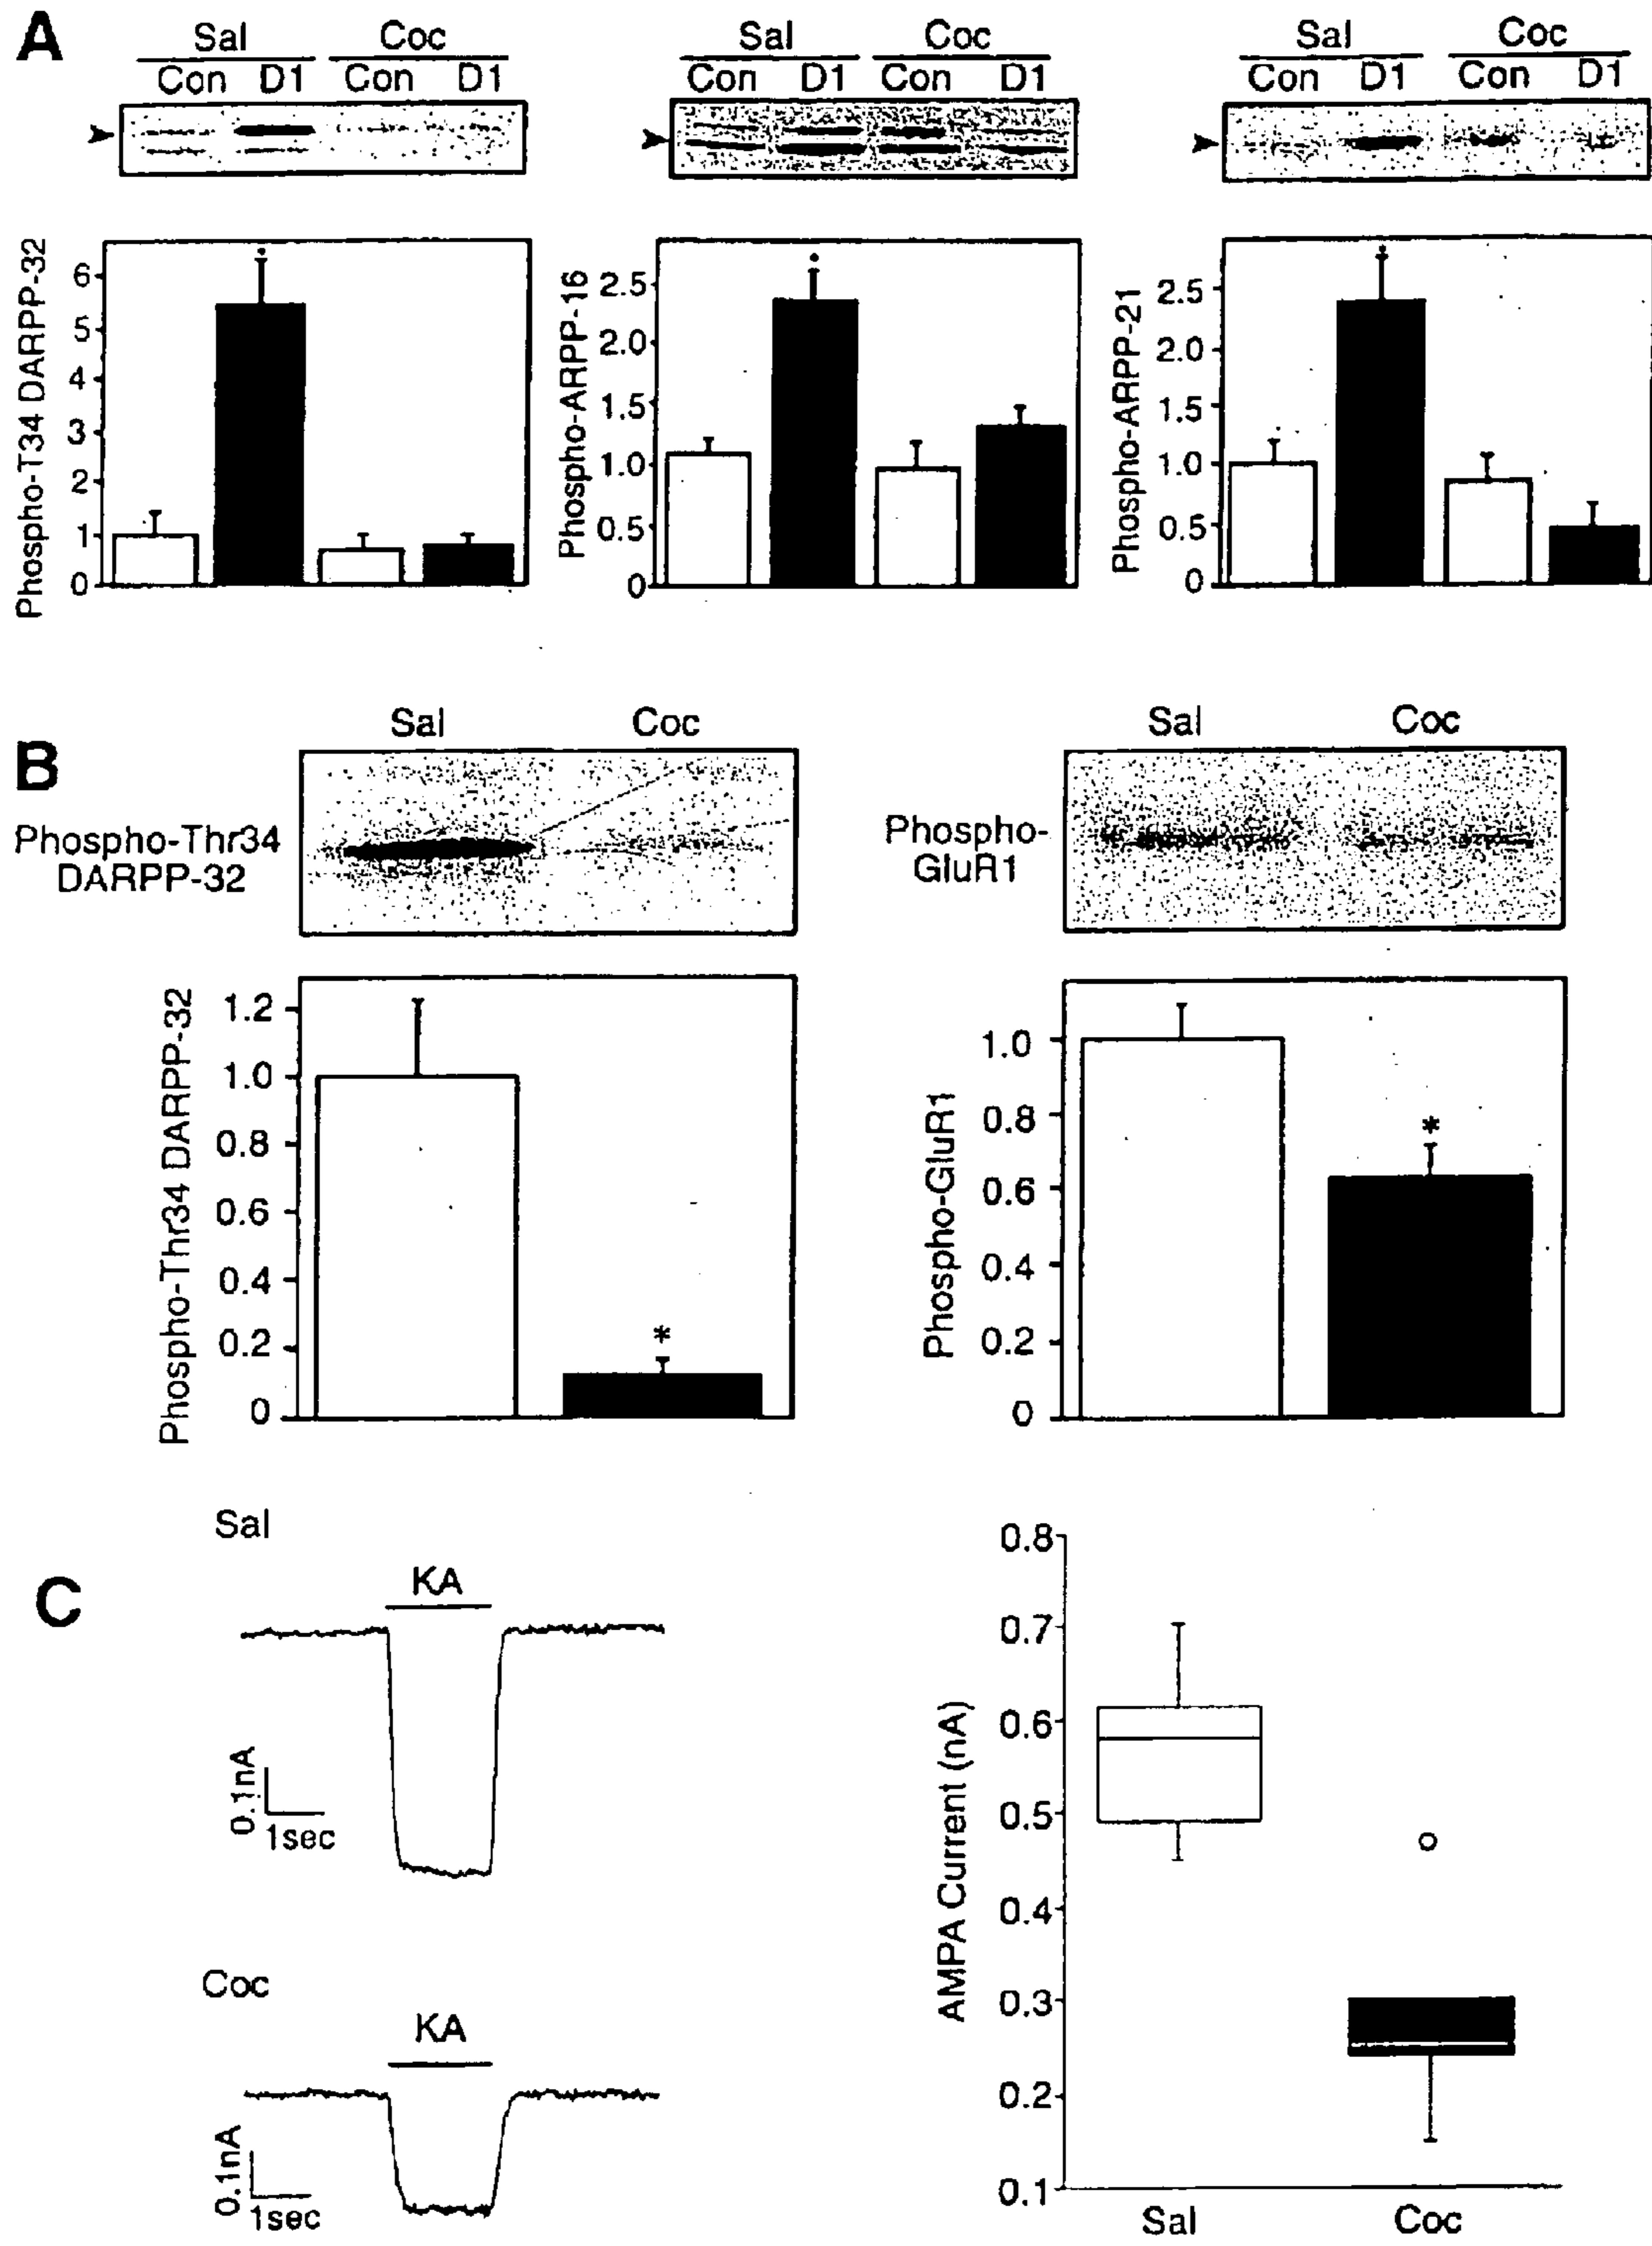 A
Sal Coc
Con D1 Con D1
Sal Coc
Con D1 Con D1
Sal Coc
Con D1 Con D1
Phospho-T34 DARPP-32
6
5
4
3
2
1
0
Phospho-ARPP-16
2.5
2.0
1.5
1.0
0.5
0
Phospho-ARPP-21
2.5
2.0
1.5
1.0
0.5
0
B
Sal Coc
Phospho-Thr34
DARPP-32
Sal Coc
Phospho-
GluR1
Phospho-Thr34 DARPP-32
1.2
1.0
0.8
0.6
0.4
0.2
0
*
Phospho-GluR1
1.0
0.8
0.6
0.4
0.2
0
*
C
Sal
KA
0.1nA
1sec
Coc
KA
0.1nA
1sec
AMPA Current (nA)
0.8
0.7
0.6
0.5
0.4
0.3
0.2
0.1
Sal Coc